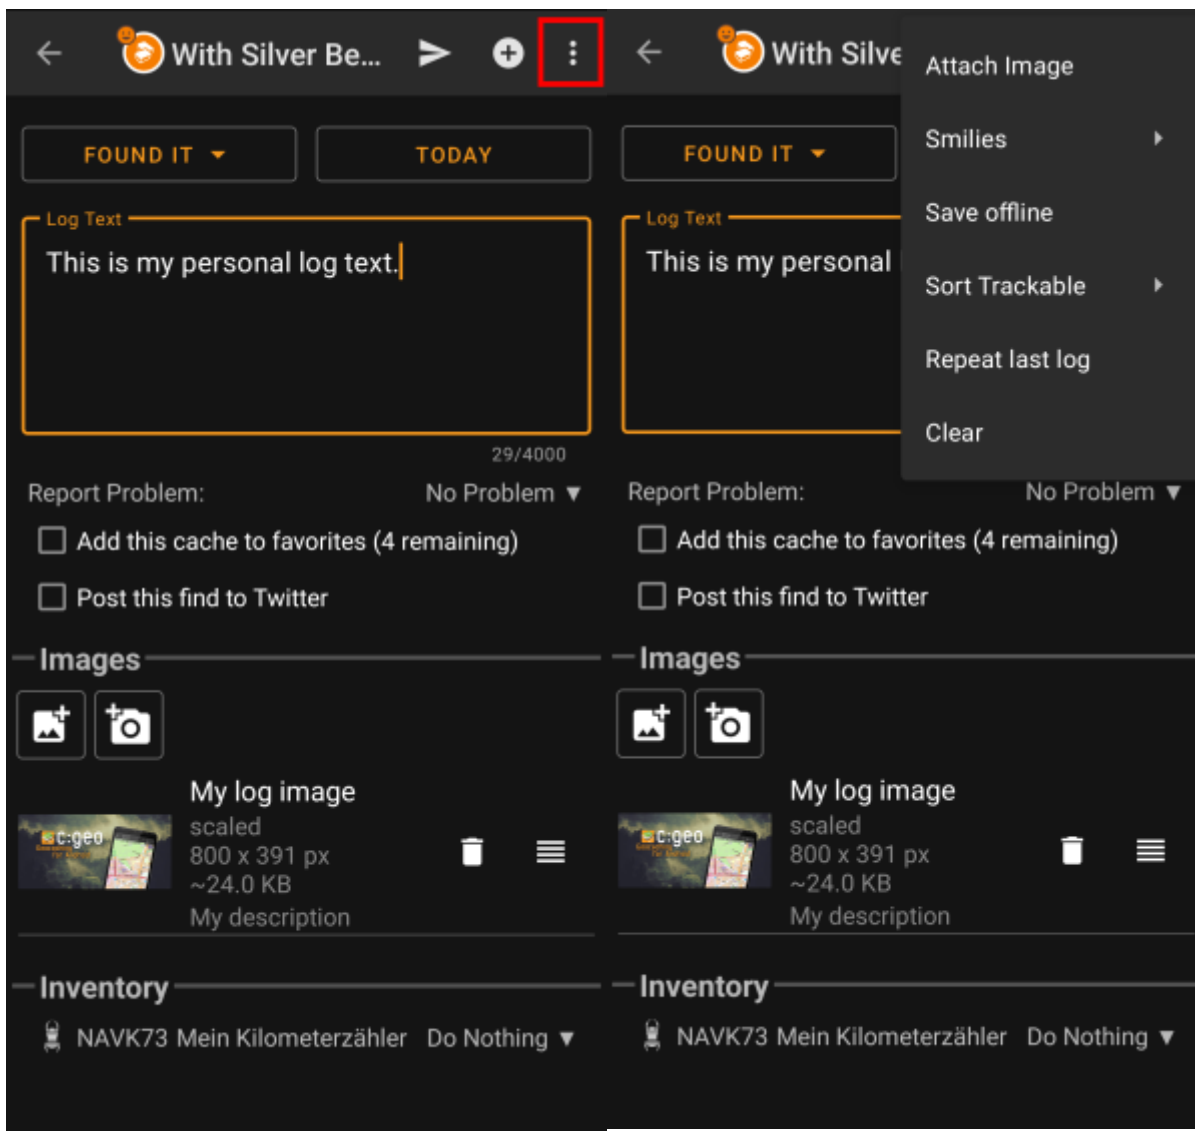 With Silver Be...
FOUND IT
TODAY
Log Text
This is my personal log text.
29/4000
Report Problem:
No Problem
Add this cache to favorites (4 remaining)
Post this find to Twitter
Images
c:geo
My log image
scaled
800 x 391 px
~24.0 KB
My description
Inventory
NAVK73 Mein Kilometerzähler
Do Nothing
With Silve
Attach Image
Smilies
Save offline
Sort Trackable
Repeat last log
Clear
FOUND IT
Log Text
This is my personal
Report Problem:
No Problem
Add this cache to favorites (4 remaining)
Post this find to Twitter
Images
c:geo
My log image
scaled
800 x 391 px
~24.0 KB
My description
Inventory
NAVK73 Mein Kilometerzähler
Do Nothing